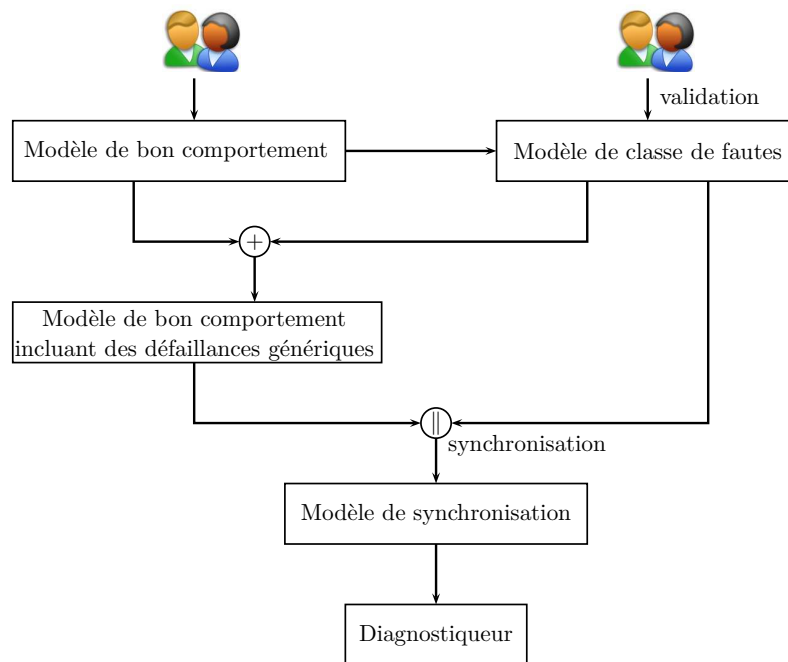 validation
Modèle de bon comportement
Modèle de classe de fautes
+
Modèle de bon comportement
incluant des défaillances génériques
||
synchronisation
Modèle de synchronisation
Diagnostiqueur